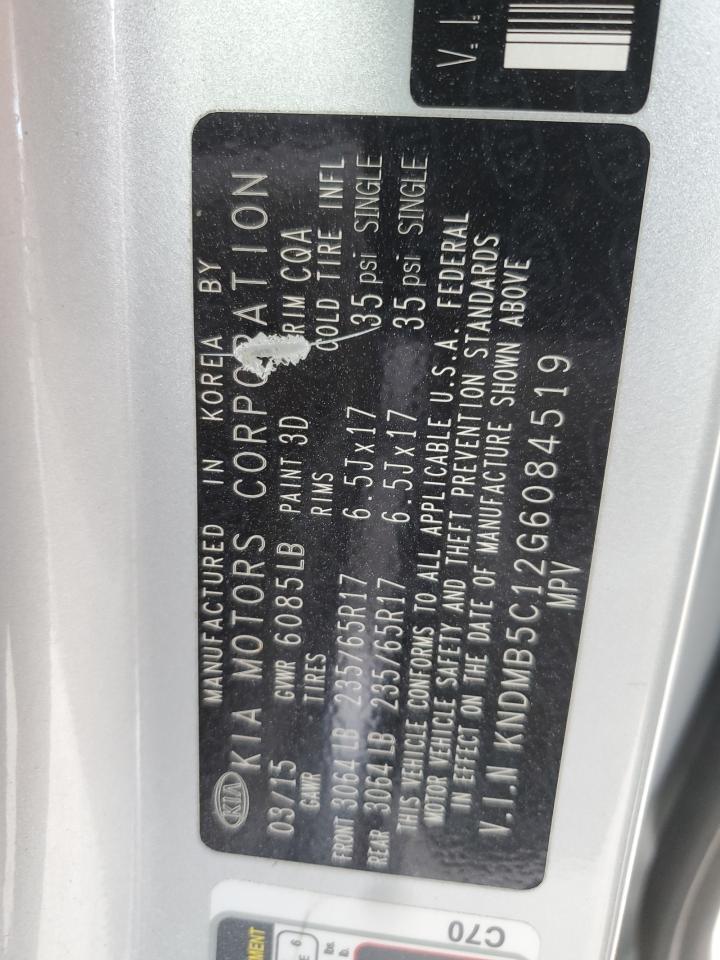 V.I.
MANUFACTURED IN KOREA BY
KIA KIA MOTORS CORPORATION
03/15 GVWR 6085LB PAINT 3D RIM CQA
GAWR TIRES RIMS COLD TIRE INFL
FRONT 3064LB 235/65R17 6.5Jx17 35psi SINGLE
REAR 3064LB 235/65R17 6.5Jx17 35psi SINGLE
THIS VEHICLE CONFORMS TO ALL APPLICABLE U.S.A. FEDERAL
MOTOR VEHICLE SAFETY AND THEFT PREVENTION STANDARDS
IN EFFECT ON THE DATE OF MANUFACTURE SHOWN ABOVE
V.I.N KNDMB5C12G6084519
MPV
C70